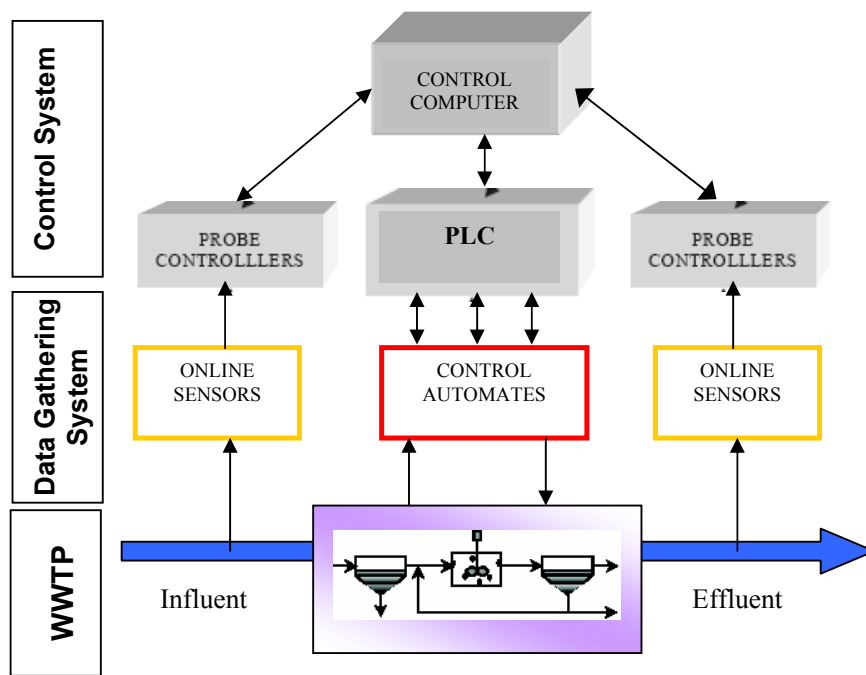 Control System
CONTROL
COMPUTER
PROBE
CONTROLLLERS
PLC
PROBE
CONTROLLLERS
Data Gathering
System
ONLINE
SENSORS
CONTROL
AUTOMATES
ONLINE
SENSORS
WWTP
Influent
Effluent